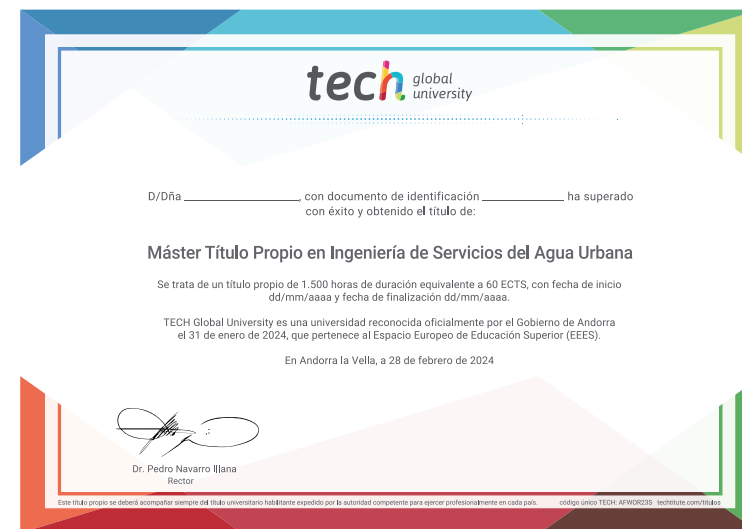 tech global university
D/Dña ______________, con documento de identificación __________ ha superado
con éxito y obtenido el título de:
Máster Título Propio en Ingeniería de Servicios del Agua Urbana
Se trata de un título propio de 1.500 horas de duración equivalente a 60 ECTS, con fecha de inicio
dd/mm/aaaa y fecha de finalización dd/mm/aaaa.
TECH Global University es una universidad reconocida oficialmente por el Gobierno de Andorra
el 31 de enero de 2024, que pertenece al Espacio Europeo de Educación Superior (EEES).
En Andorra la Vella, a 28 de febrero de 2024
Dr. Pedro Navarro Illana
Rector
Este título propio se deberá acompañar siempre del título universitario habilitante expedido por la autoridad competente para ejercer profesionalmente en cada país. código único TECH: AFWOR23S techtitute.com/titulos